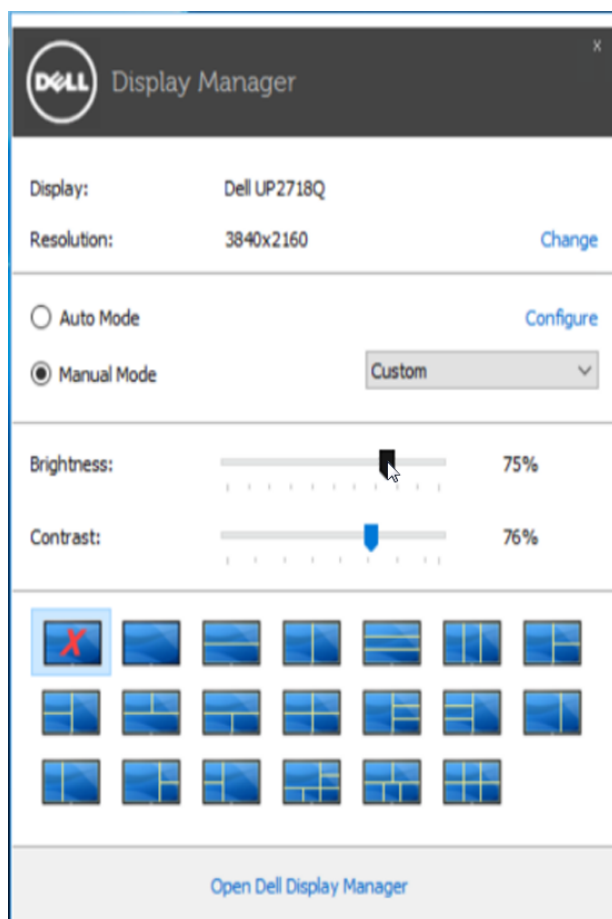 x
DELL Display Manager
Display: Dell UP2718Q
Resolution: 3840x2160 Change
Auto Mode Configure
Manual Mode Custom
Brightness: 75%
Contrast: 76%
X
Open Dell Display Manager